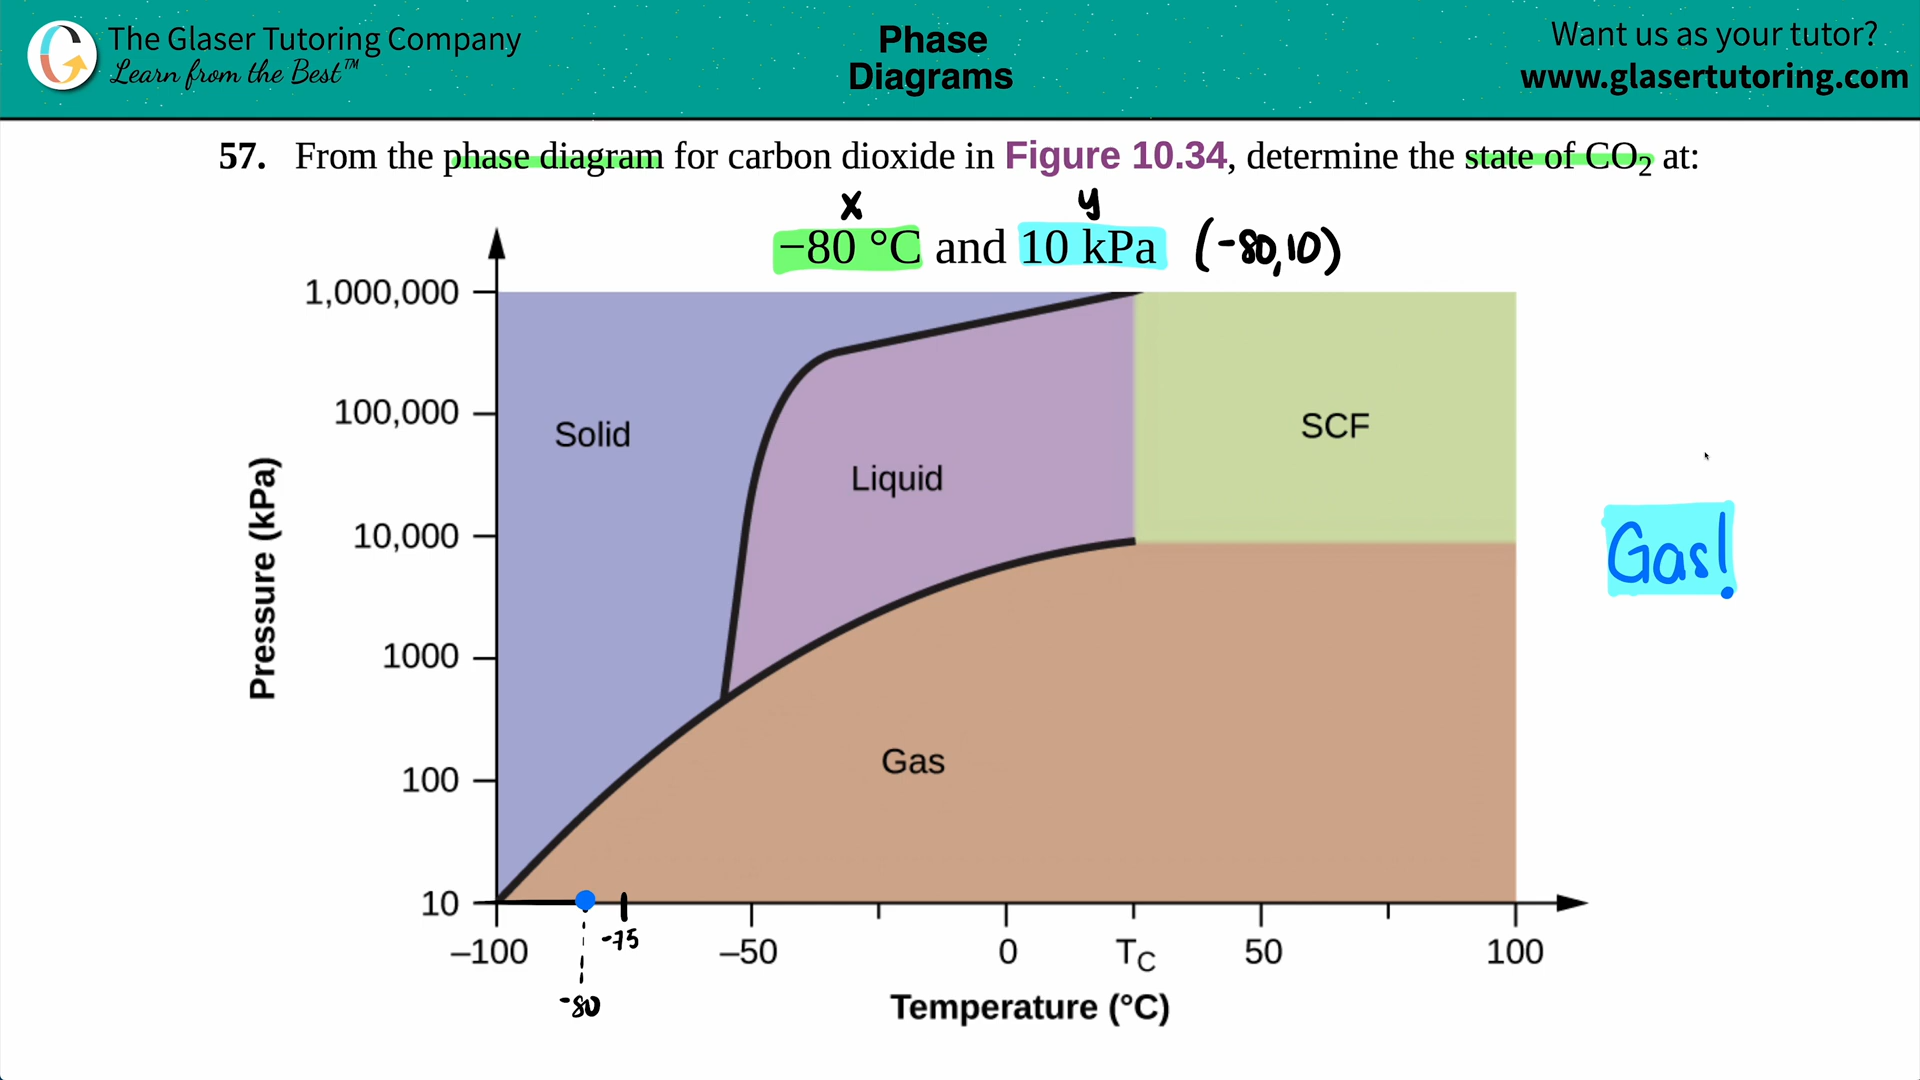 The Glaser Tutoring Company
Learn from the Best™
Phase
Diagrams
Want us as your tutor?
www.glasertutoring.com
57. From the phase diagram for carbon dioxide in Figure 10.34, determine the state of CO₂ at:
x y
−80 °C and 10 kPa (-80,10)
1,000,000
100,000
10,000
1000
100
10
Pressure (kPa)
Solid
Liquid
SCF
Gas
Gas!
–100 –50 0 T_C 50 100
-75
-80
Temperature (°C)